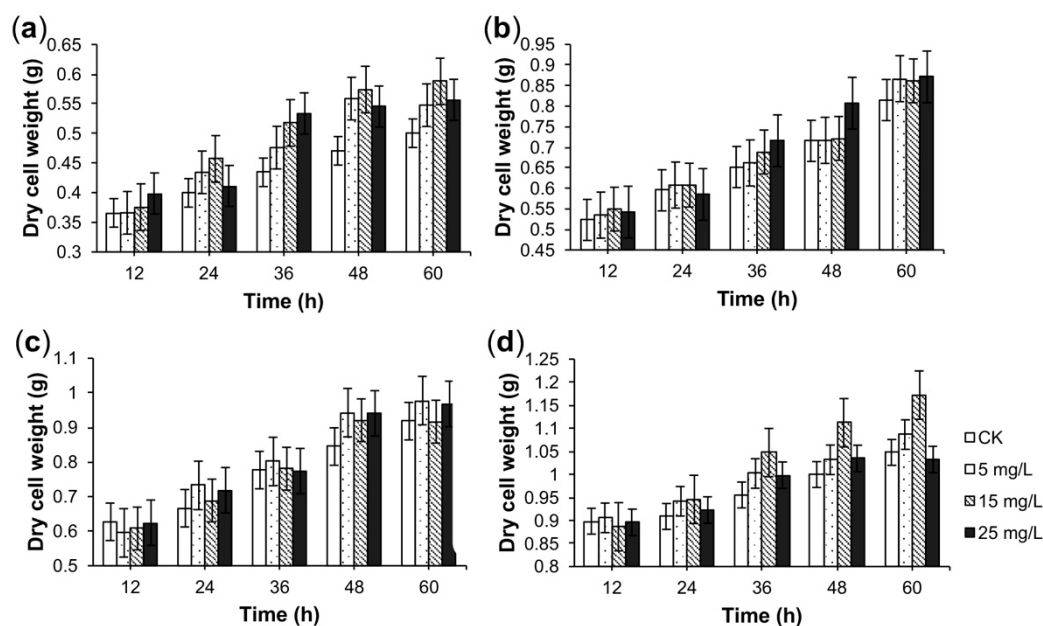 (a)
Dry cell weight (g)
0.65
0.6
0.55
0.5
0.45
0.4
0.35
0.3
12 24 36 48 60
Time (h)
(b)
Dry cell weight (g)
0.95
0.9
0.85
0.8
0.75
0.7
0.65
0.6
0.55
0.5
0.45
12 24 36 48 60
Time (h)
(c)
Dry cell weight (g)
1.1
1
0.9
0.8
0.7
0.6
0.5
12 24 36 48 60
Time (h)
(d)
Dry cell weight (g)
1.25
1.2
1.15
1.1
1.05
1
0.95
0.9
0.85
0.8
12 24 36 48 60
Time (h)
CK
5 mg/L
15 mg/L
25 mg/L